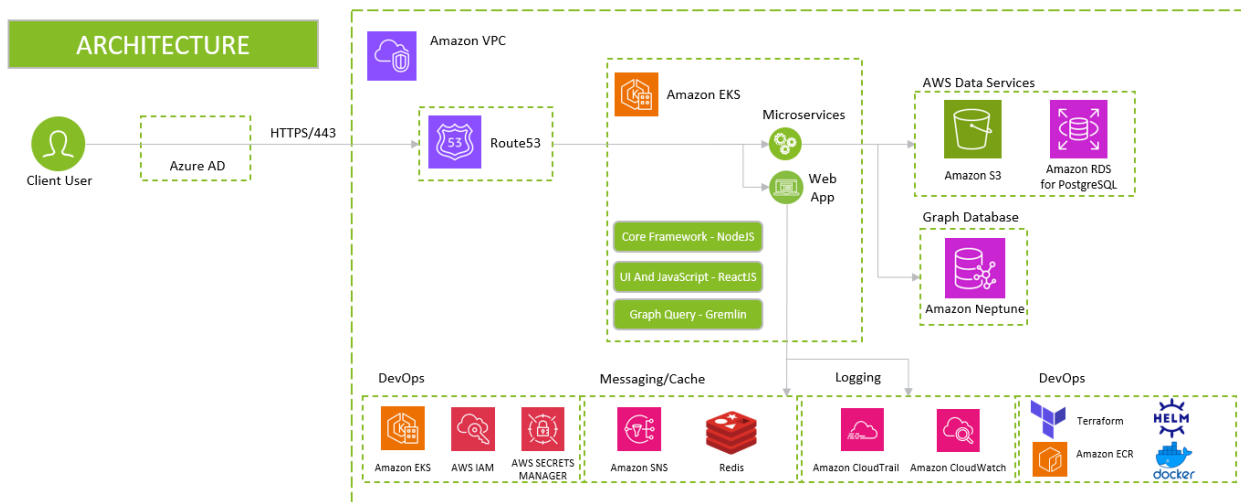 ARCHITECTURE
Amazon VPC
Client User
Azure AD
HTTPS/443
53
Route53
Amazon EKS
Microservices
Web
App
Core Framework - NodeJS
UI And JavaScript - ReactJS
Graph Query - Gremlin
AWS Data Services
Amazon S3
Amazon RDS
for PostgreSQL
Graph Database
Amazon Neptune
DevOps
Amazon EKS
AWS IAM
AWS SECRETS
MANAGER
Messaging/Cache
Amazon SNS
Redis
Logging
Amazon CloudTrail
Amazon CloudWatch
DevOps
Terraform
HELM
Amazon ECR
docker